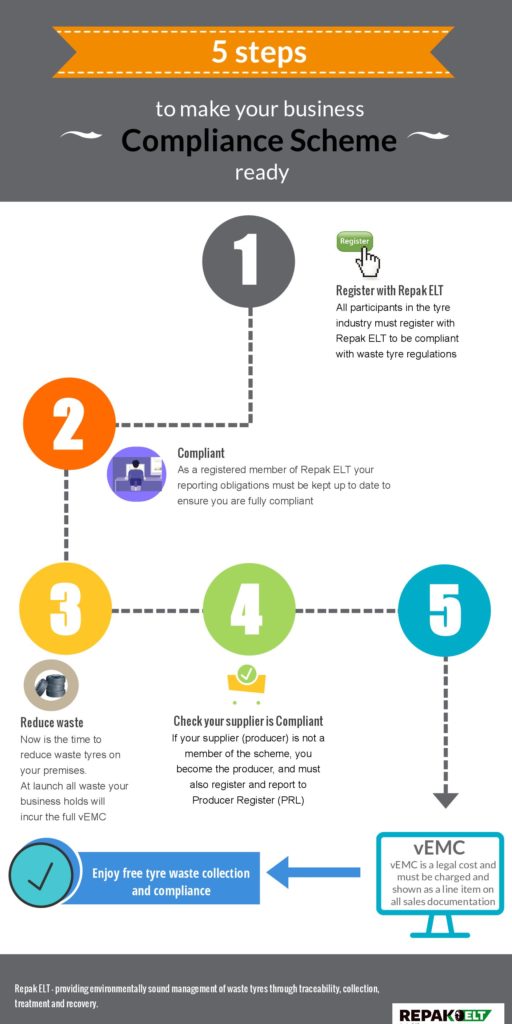 5 steps
to make your business
Compliance Scheme
ready
1
Register
Register with Repak ELT
All participants in the tyre
industry must register with
Repak ELT to be compliant
with waste tyre regulations
2
Compliant
As a registered member of Repak ELT your
reporting obligations must be kept up to date to
ensure you are fully compliant
3
Reduce waste
Now is the time to
reduce waste tyres on
your premises.
At launch all waste your
business holds will
incur the full vEMC
4
Check your supplier is Compliant
If your supplier (producer) is not a
member of the scheme, you
become the producer, and must
also register and report to
Producer Register (PRL)
5
vEMC
vEMC is a legal cost and
must be charged and
shown as a line item on
all sales documentation
Enjoy free tyre waste collection
and compliance
Repak ELT - providing environmentally sound management of waste tyres through traceability, collection,
treatment and recovery.
REPAK ELT